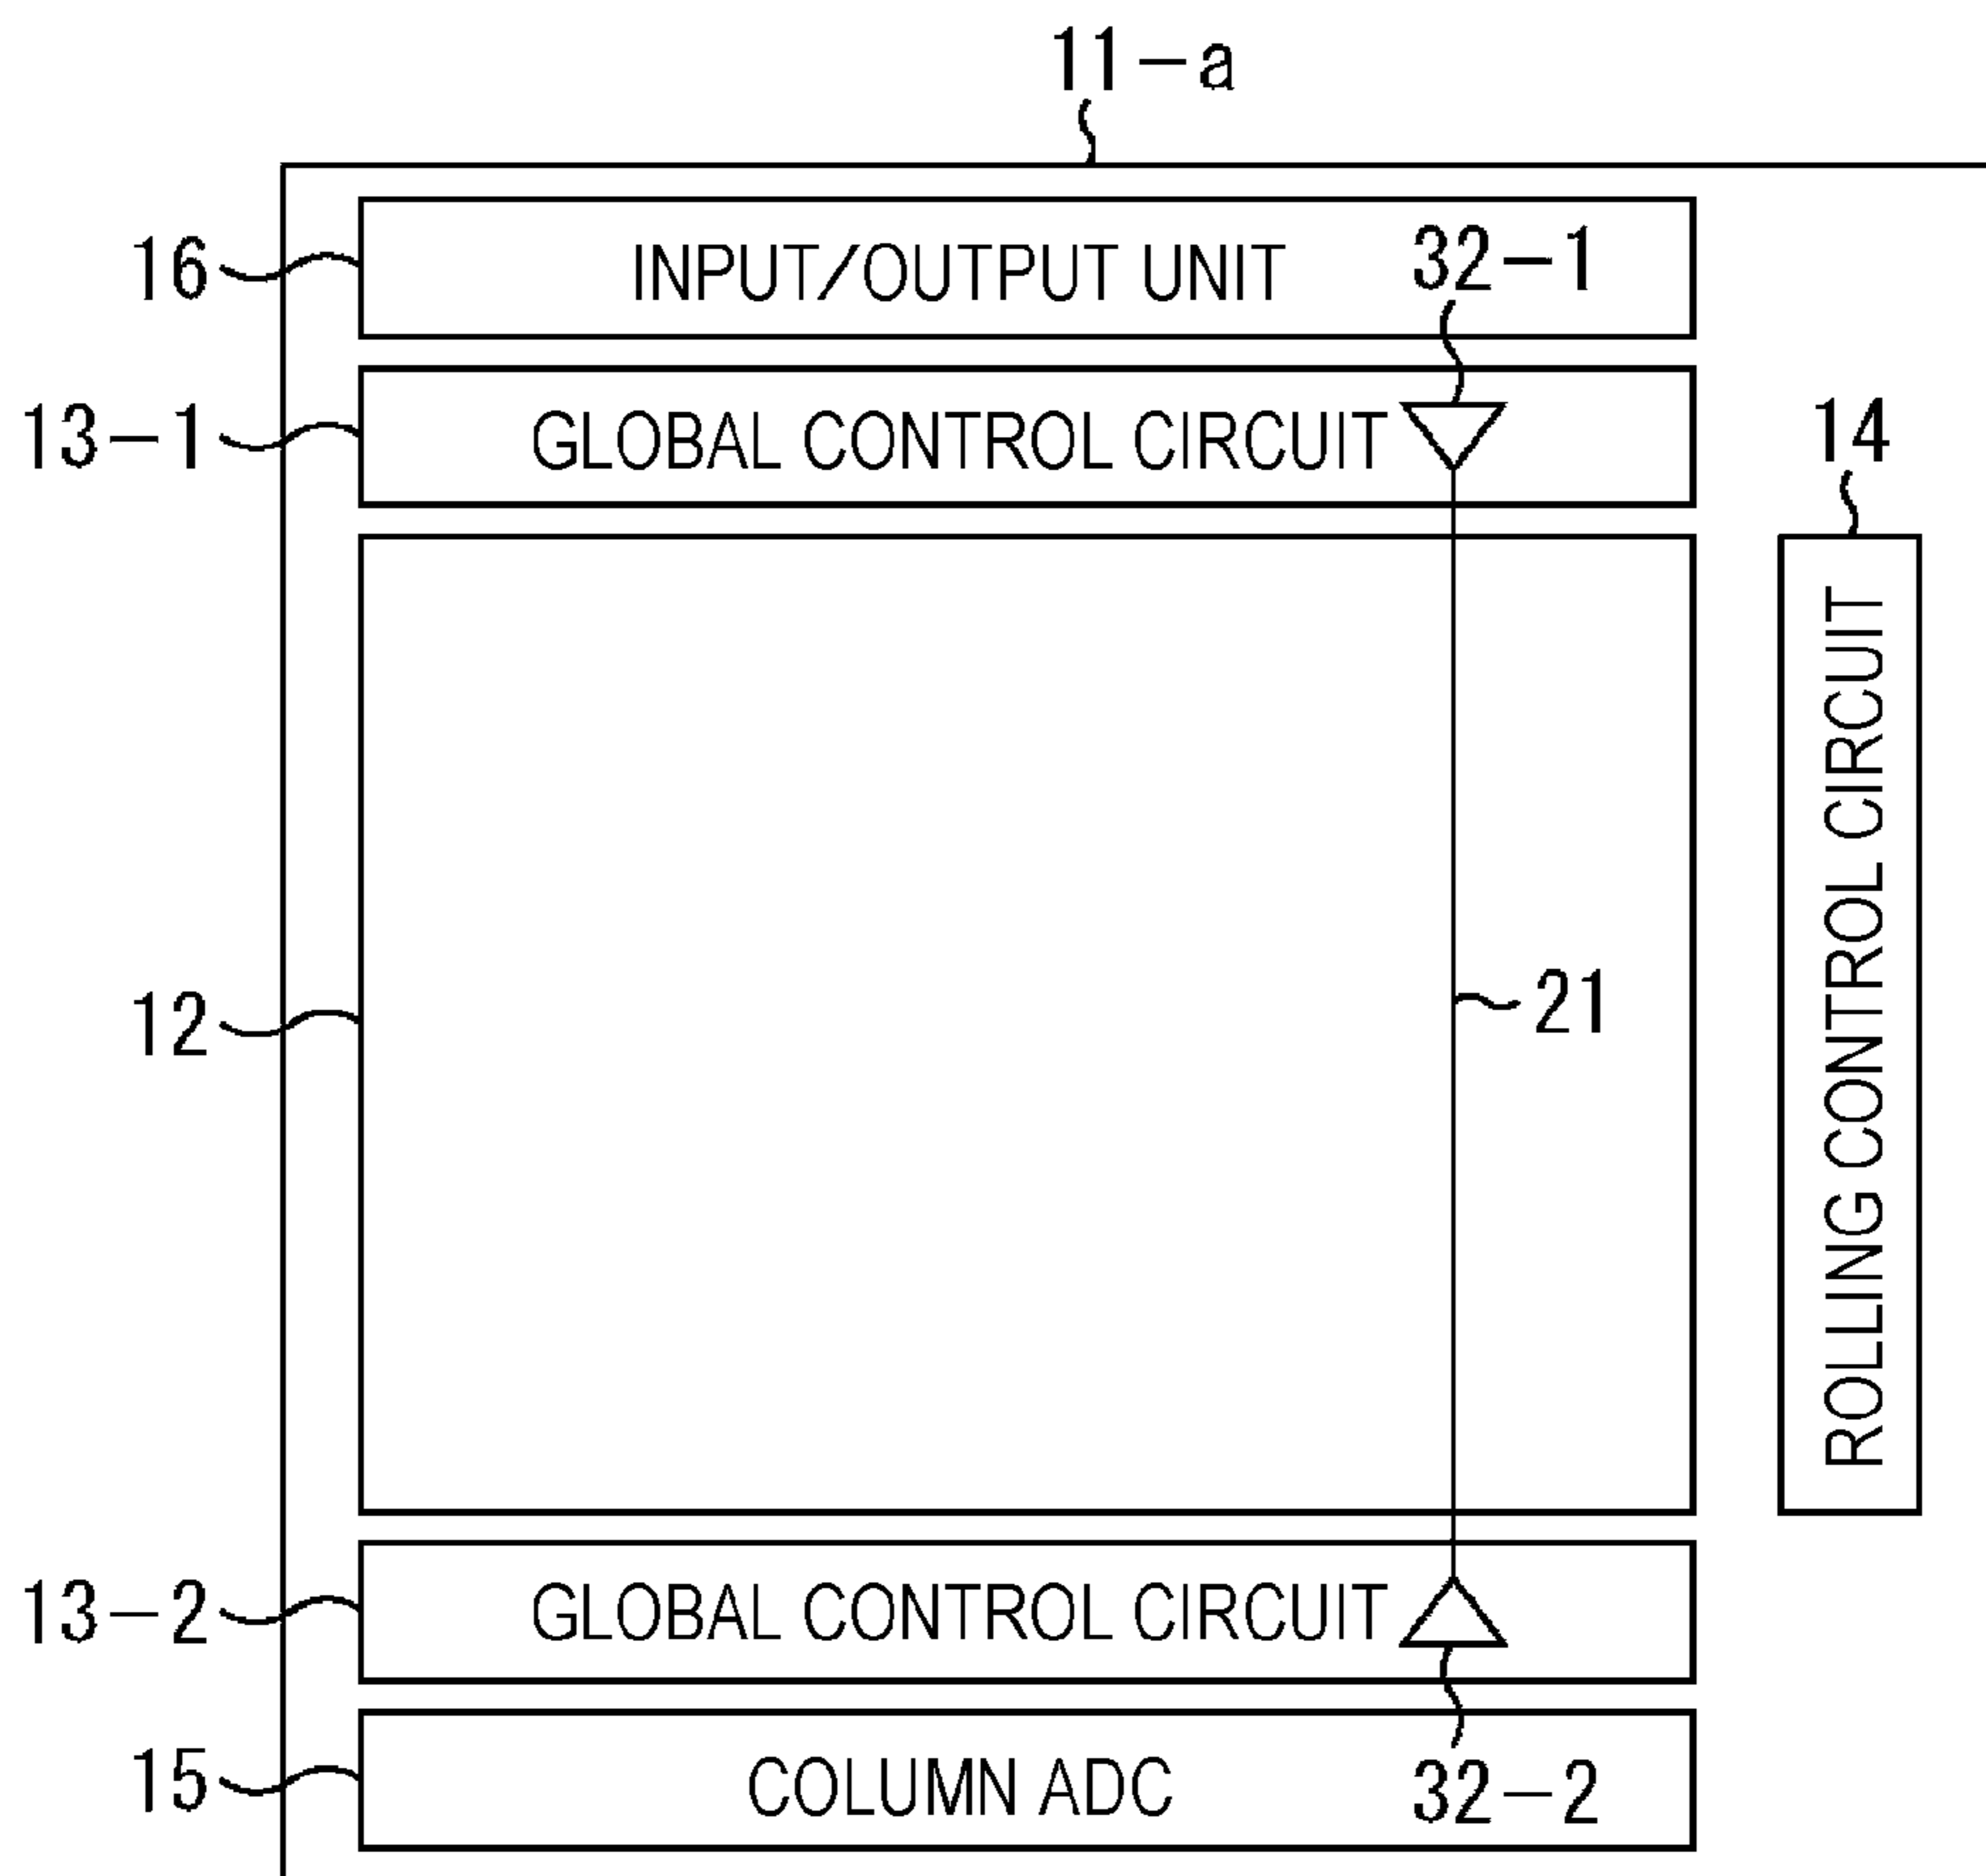 11-a
16
INPUT/OUTPUT UNIT
32-1
13-1
GLOBAL CONTROL CIRCUIT
14
ROLLING CONTROL CIRCUIT
12
21
13-2
GLOBAL CONTROL CIRCUIT
15
COLUMN ADC
32-2